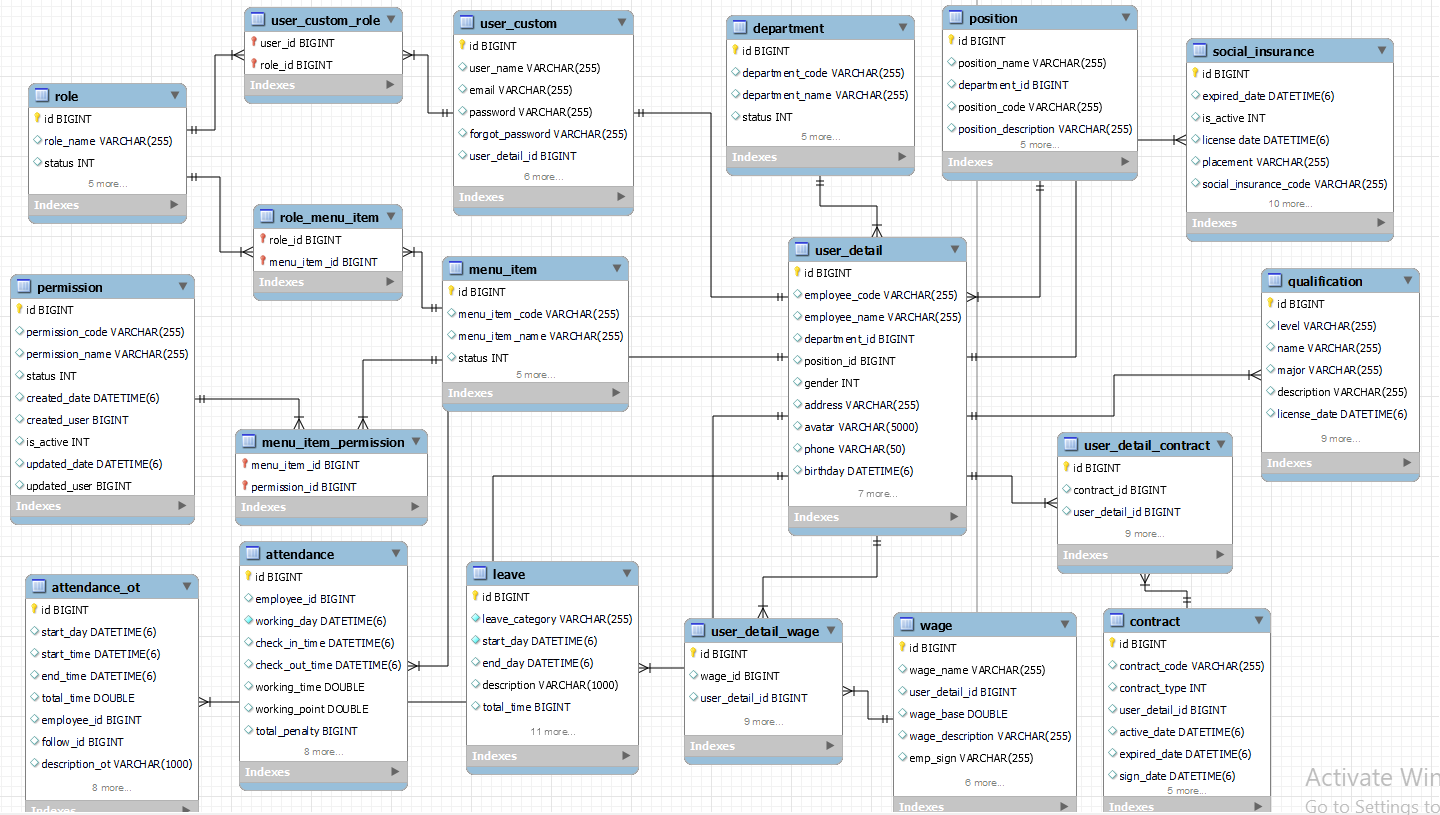 user_custom_role
user_id BIGINT
role_id BIGINT
Indexes
user_custom
id BIGINT
user_name VARCHAR(255)
email VARCHAR(255)
password VARCHAR(255)
forgot_password VARCHAR(255)
user_detail_id BIGINT
6 more...
Indexes
department
id BIGINT
department_code VARCHAR(255)
department_name VARCHAR(255)
status INT
5 more...
Indexes
position
id BIGINT
position_name VARCHAR(255)
department_id BIGINT
position_code VARCHAR(255)
position_description VARCHAR(255)
5 more...
Indexes
social_insurance
id BIGINT
expired_date DATETIME(6)
is_active INT
license date DATETIME(6)
placement VARCHAR(255)
social_insurance_code VARCHAR(255)
10 more...
Indexes
role
id BIGINT
role_name VARCHAR(255)
status INT
5 more...
Indexes
role_menu_item
role_id BIGINT
menu_item_id BIGINT
Indexes
menu_item
id BIGINT
menu_item_code VARCHAR(255)
menu_item_name VARCHAR(255)
status INT
5 more...
Indexes
user_detail
id BIGINT
employee_code VARCHAR(255)
employee_name VARCHAR(255)
department_id BIGINT
position_id BIGINT
gender INT
address VARCHAR(255)
avatar VARCHAR(5000)
phone VARCHAR(50)
birthday DATETIME(6)
7 more...
Indexes
qualification
id BIGINT
level VARCHAR(255)
name VARCHAR(255)
major VARCHAR(255)
description VARCHAR(255)
license_date DATETIME(6)
9 more...
Indexes
permission
id BIGINT
permission_code VARCHAR(255)
permission_name VARCHAR(255)
status INT
created_date DATETIME(6)
created_user BIGINT
is_active INT
updated_date DATETIME(6)
updated_user BIGINT
Indexes
menu_item_permission
menu_item_id BIGINT
permission_id BIGINT
Indexes
user_detail_contract
id BIGINT
contract_id BIGINT
user_detail_id BIGINT
9 more...
Indexes
attendance_ot
id BIGINT
start_day DATETIME(6)
start_time DATETIME(6)
end_time DATETIME(6)
total_time DOUBLE
employee_id BIGINT
follow_id BIGINT
description_ot VARCHAR(1000)
8 more...
Indexes
attendance
id BIGINT
employee_id BIGINT
working_day DATETIME(6)
check_in_time DATETIME(6)
check_out_time DATETIME(6)
working_time DOUBLE
working_point DOUBLE
total_penalty BIGINT
8 more...
Indexes
leave
id BIGINT
leave_category VARCHAR(255)
start_day DATETIME(6)
end_day DATETIME(6)
description VARCHAR(1000)
total_time BIGINT
11 more...
Indexes
user_detail_wage
id BIGINT
wage_id BIGINT
user_detail_id BIGINT
9 more...
Indexes
wage
id BIGINT
wage_name VARCHAR(255)
user_detail_id BIGINT
wage_base DOUBLE
wage_description VARCHAR(255)
emp_sign VARCHAR(255)
6 more...
Indexes
contract
id BIGINT
contract_code VARCHAR(255)
contract_type INT
user_detail_id BIGINT
active_date DATETIME(6)
expired_date DATETIME(6)
sign_date DATETIME(6)
5 more...
Indexes
Activate Win
Go to Settings to